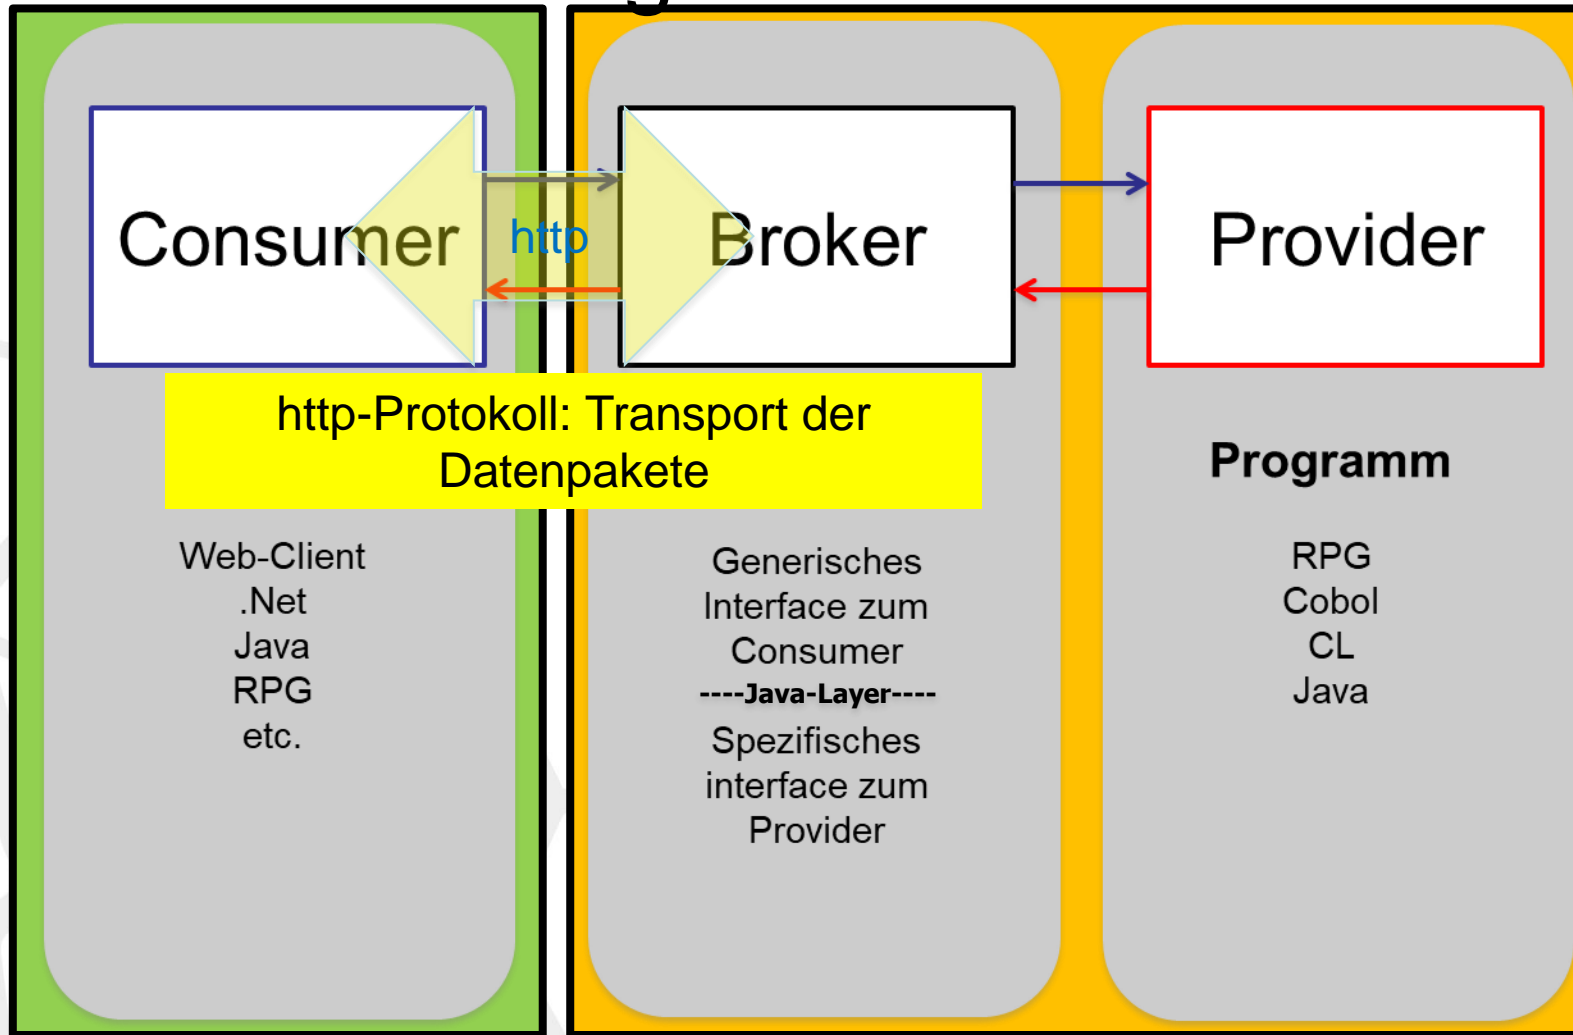 Consumer
http
Broker
Provider
http-Protokoll: Transport der
Datenpakete
Web-Client
.Net
Java
RPG
etc.
Generisches
Interface zum
Consumer
----Java-Layer----
Spezifisches
interface zum
Provider
Programm
RPG
Cobol
CL
Java